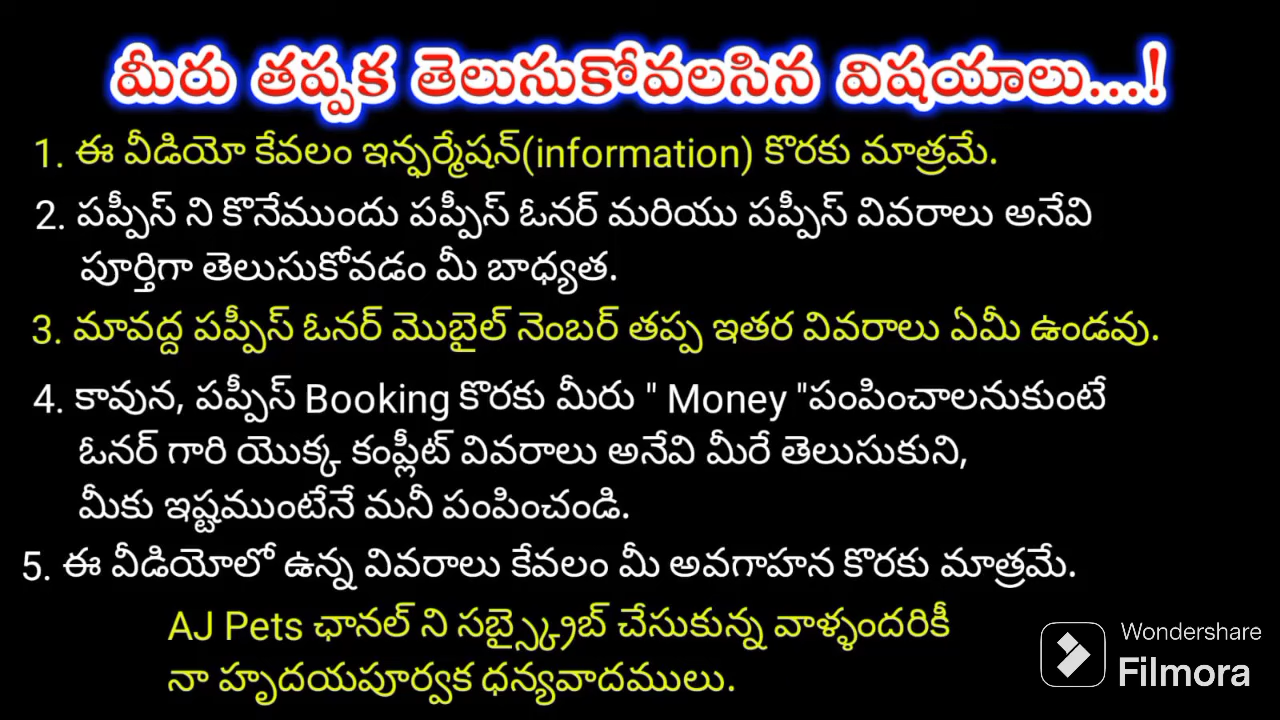 మీరు తప్పక తెలుసుకోవలసిన విషయాలు...!
1. ఈ వీడియో కేవలం ఇన్ఫర్మేషన్(information) కొరకు మాత్రమే.
2. పప్పీస్ ని కొనేముందు పప్పీస్ ఓనర్ మరియు పప్పీస్ వివరాలు అనేవి
పూర్తిగా తెలుసుకోవడం మీ బాధ్యత.
3. మావద్ద పప్పీస్ ఓనర్ మొబైల్ నెంబర్ తప్ప ఇతర వివరాలు ఏమీ ఉండవు.
4. కావున, పప్పీస్ Booking కొరకు మీరు " Money "పంపించాలనుకుంటే
ఓనర్ గారి యొక్క కంప్లీట్ వివరాలు అనేవి మీరే తెలుసుకుని,
మీకు ఇష్టముంటేనే మనీ పంపించండి.
5. ఈ వీడియోలో ఉన్న వివరాలు కేవలం మీ అవగాహన కొరకు మాత్రమే.
AJ Pets ఛానల్ ని సబ్స్క్రైబ్ చేసుకున్న వాళ్ళందరికీ
నా హృదయపూర్వక ధన్యవాదములు.
Wondershare
Filmora